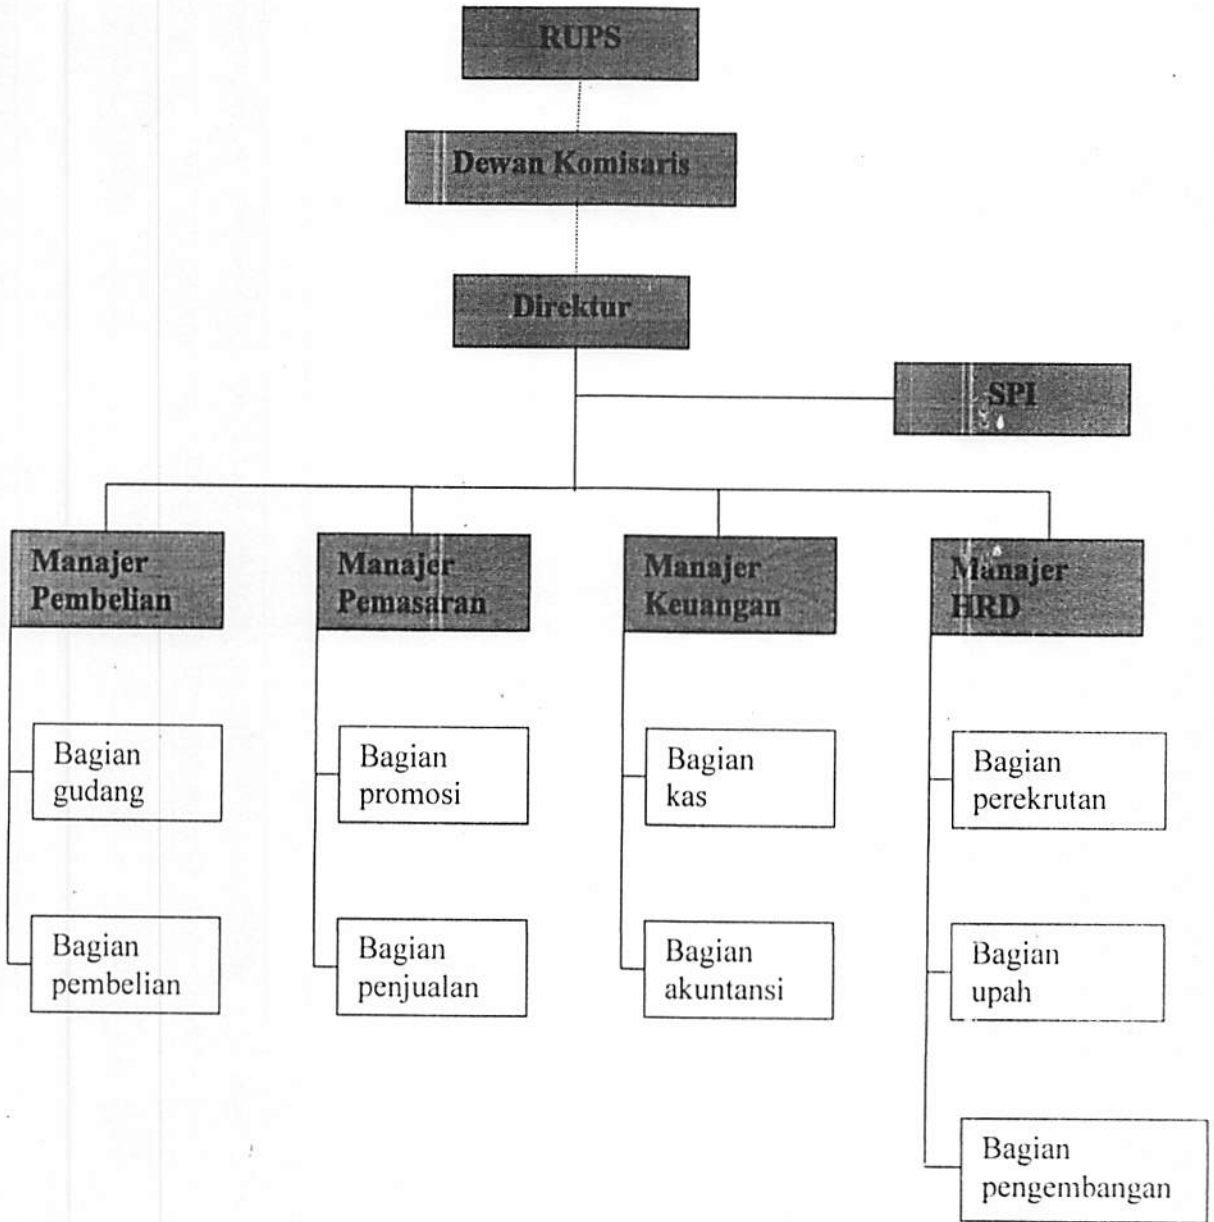 RUPS
Dewan Komisaris
Direktur
SPI
Manajer
Pembelian
Manajer
Pemasaran
Manajer
Keuangan
Manajer
HRD
Bagian
gudang
Bagian
promosi
Bagian
kas
Bagian
perekrutan
Bagian
pembelian
Bagian
penjualan
Bagian
akuntansi
Bagian
upah
Bagian
pengembangan